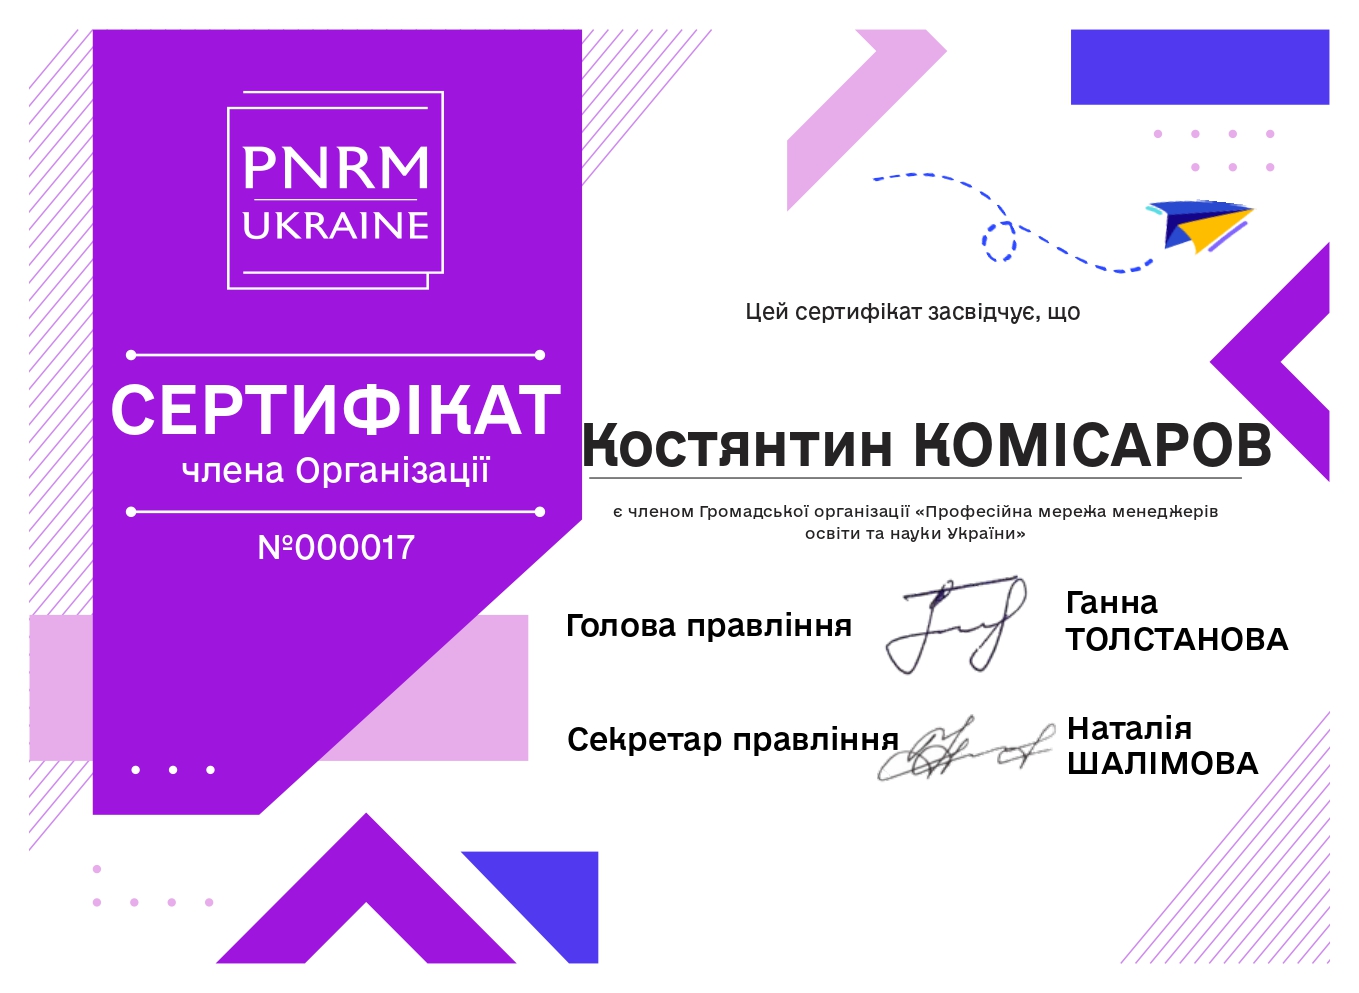 PNRM
UKRAINE
СЕРТИФІКАТ
члена Організації
№000017
Цей сертифікат засвідчує, що
Костянтин КОМІСАРОВ
є членом Громадської організації «Професійна мережа менеджерів
освіти та науки України»
Голова правління
Ганна
ТОЛСТАНОВА
Секретар правління
Наталія
ШАЛІМОВА